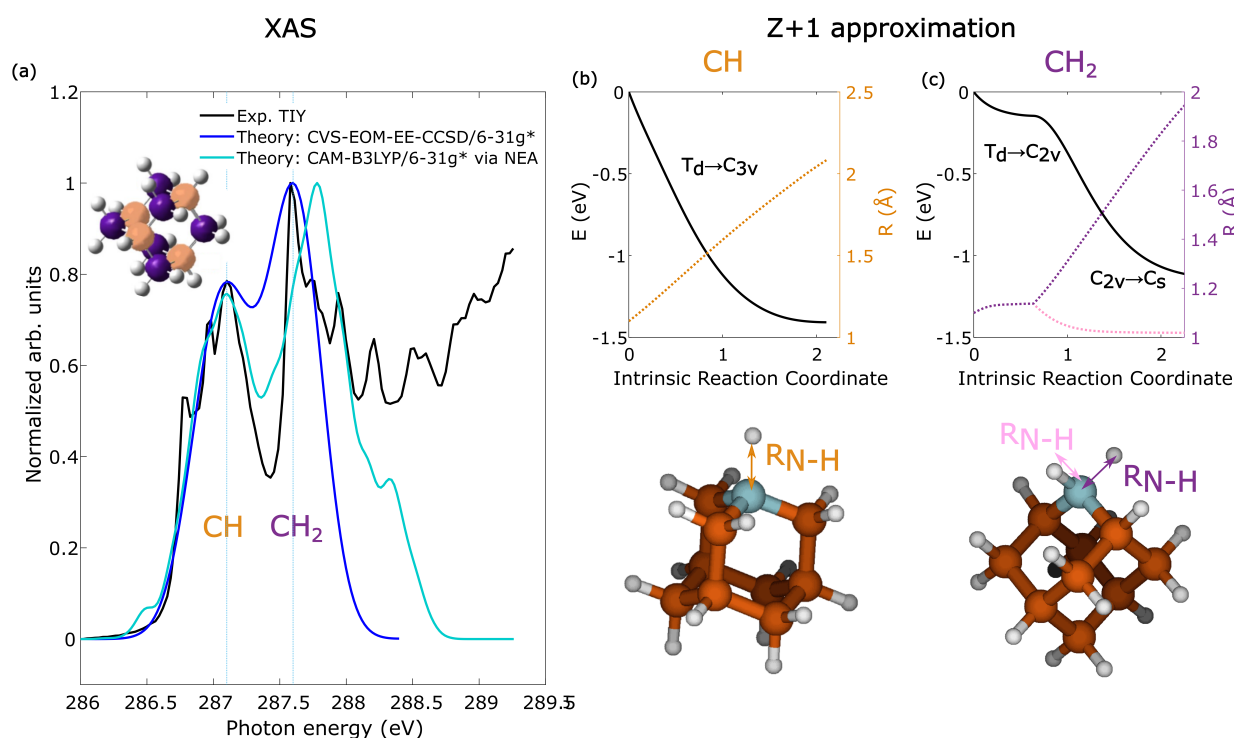 XAS
Z+1 approximation
(a)
1.2
1
0.8
0.6
0.4
0.2
0
Normalized arb. units
Exp. TIY
Theory: CVS-EOM-EE-CCSD/6-31g*
Theory: CAM-B3LYP/6-31g* via NEA
CH
CH2
286
286.5
287
287.5
288
288.5
289
289.5
5
Photon energy (eV)
(b)
CH
0
-0.5
-1
-1.5
E (eV)
Td→C3v
2.5
2
1.5
1
R (Å)
0
1
2
Intrinsic Reaction Coordinate
RN-H
(c)
CH2
0
-0.5
-1
-1.5
E (eV)
Td→C2v
C2v→Cs
2
1.8
1.6
1.4
1.2
1
R (Å)
0
1
2
Intrinsic Reaction Coordinate
RN-H
RN-H